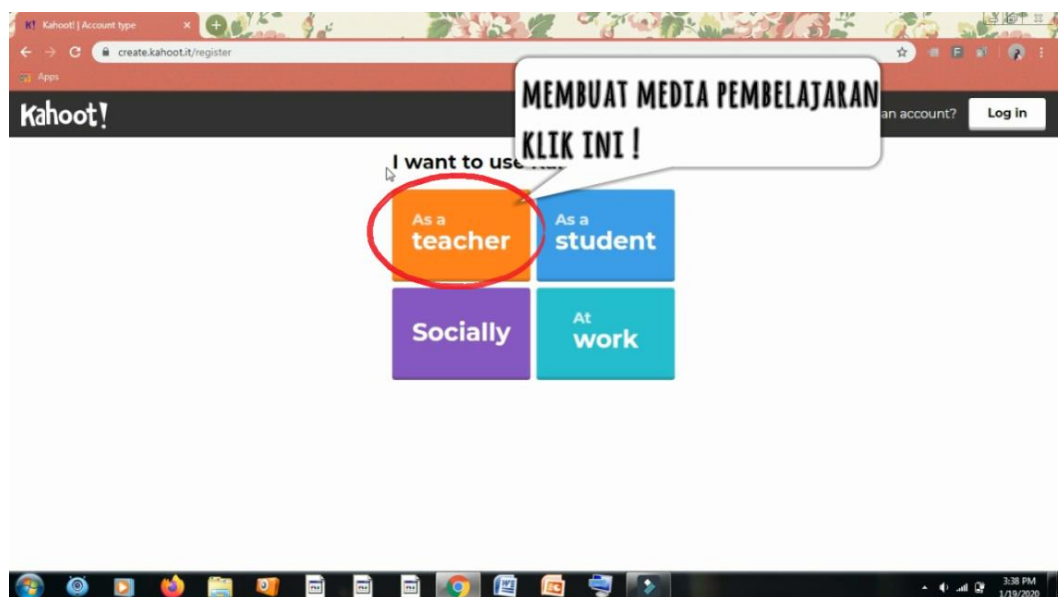 Kahoot! | Account type
create.kahoot.it/register
Apps
Kahoot!
MEMBUAT MEDIA PEMBELAJARAN
KLIK INI !
an account?
Log in
I want to use
As a
teacher
As a
student
Socially
At
work
3:38 PM
1/19/2020